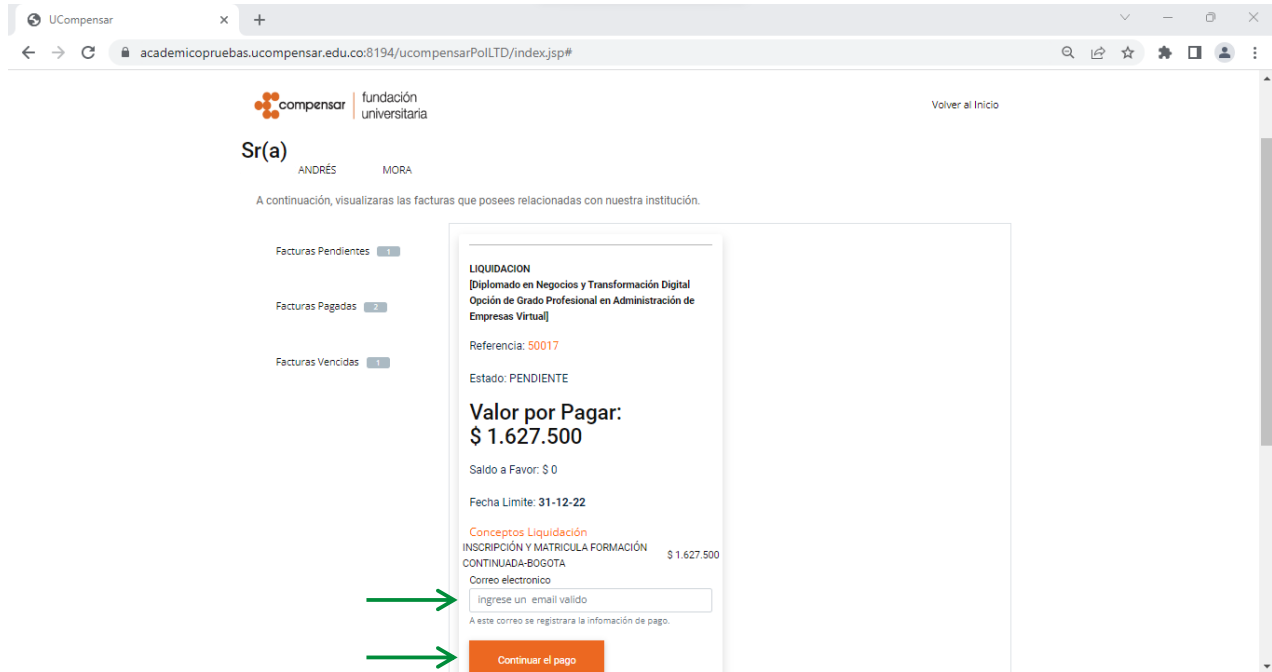 UCompensar
academicopruebas.ucompensar.edu.co:8194/ucompensarPolLTD/index.jsp#
compensar
fundación
universitaria
Volver al Inicio
Sr(a)
ANDRÉS MORA
A continuación, visualizaras las facturas que posees relacionadas con nuestra institución.
Facturas Pendientes 1
Facturas Pagadas 2
Facturas Vencidas 1
LIQUIDACION
[Diplomado en Negocios y Transformación Digital
Opción de Grado Profesional en Administración de
Empresas Virtual]
Referencia: 50017
Estado: PENDIENTE
Valor por Pagar:
$ 1.627.500
Saldo a Favor: $ 0
Fecha Limite: 31-12-22
Conceptos Liquidación
INSCRIPCIÓN Y MATRICULA FORMACIÓN
CONTINUADA-BOGOTA
$ 1.627.500
Correo electronico
ingrese un email valido
A este correo se registrara la infomación de pago.
Continuar el pago